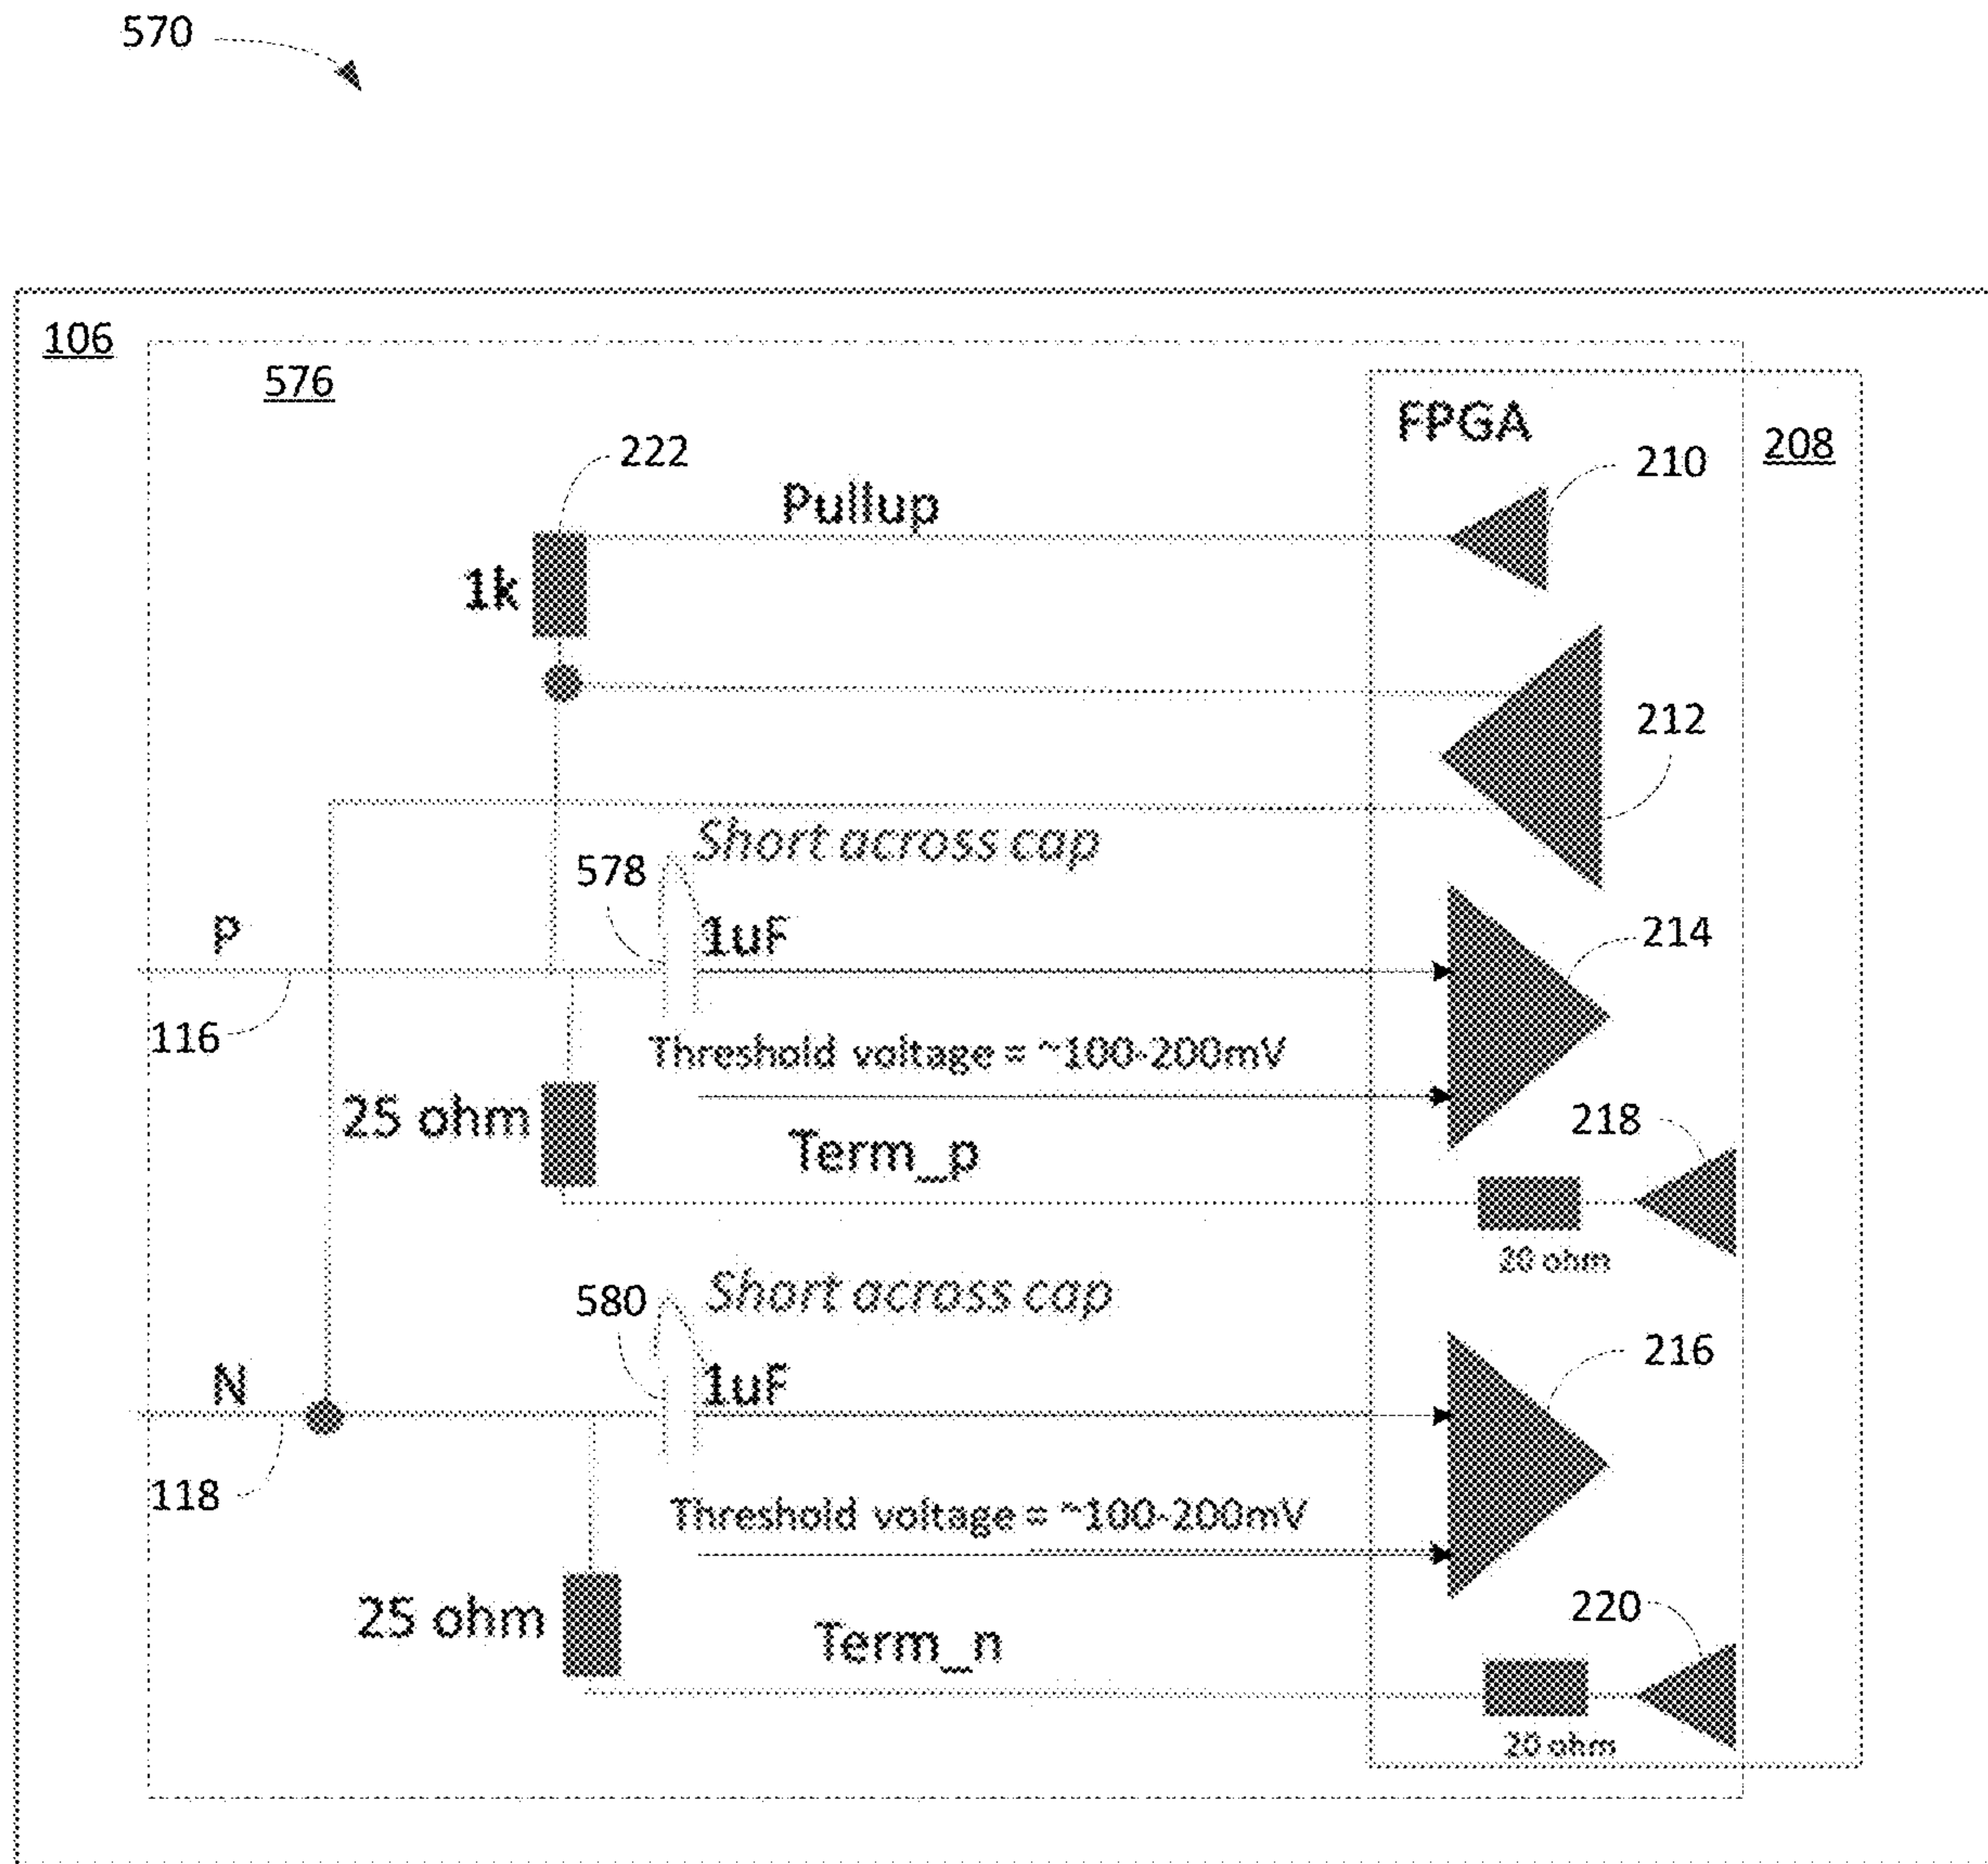 570
106
576
FPGA
208
222
210
Pullup
1k
212
Short across cap
578
P
1uF
214
116
Threshold voltage = ~100-200mV
25 ohm
218
Term_p
20 ohm
Short across cap
580
216
N
1uF
118
Threshold voltage = ~100-200mV
220
25 ohm
Term_n
20 ohm